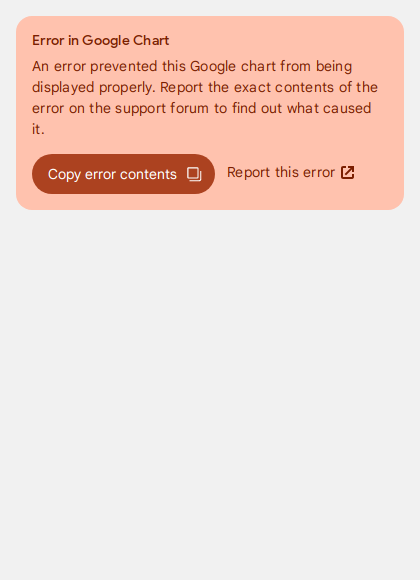 Error in Google Chart
An error prevented this Google chart from being
displayed properly. Report the exact contents of the
error on the support forum to find out what caused
it.
Copy error contents
Report this error